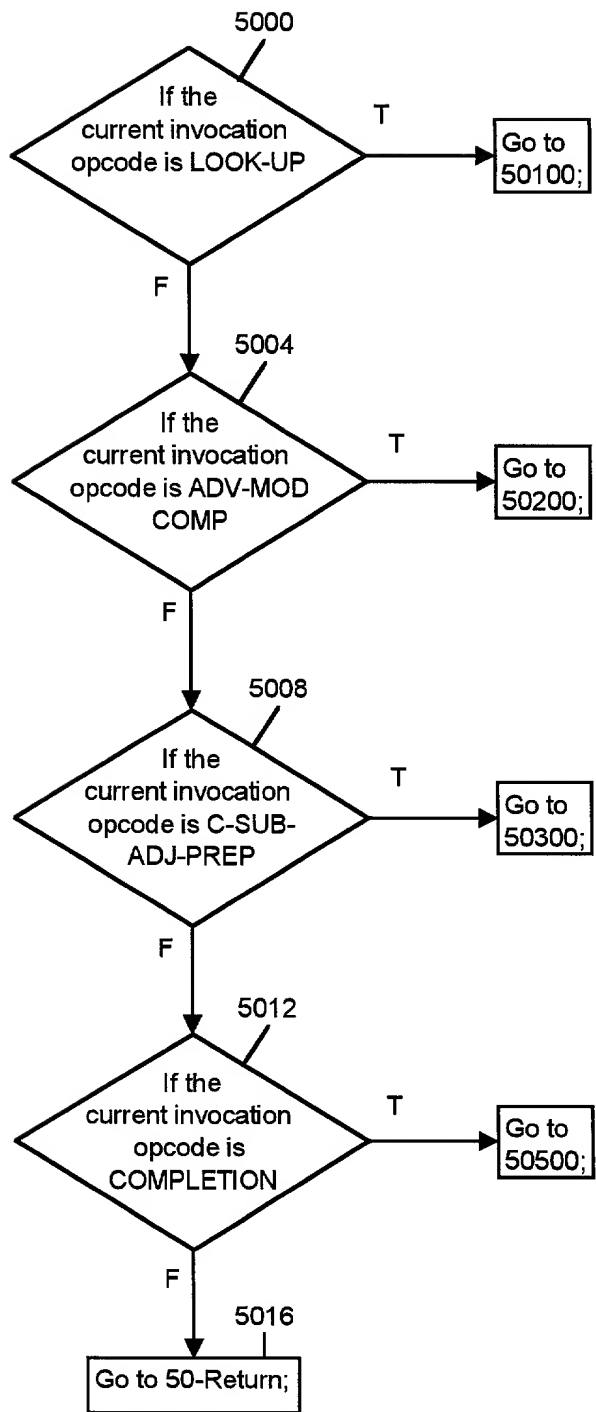 5000
If the
current invocation
opcode is LOOK-UP
T
Go to
50100;
F
5004
If the
current invocation
opcode is ADV-MOD
COMP
T
Go to
50200;
F
5008
If the
current invocation
opcode is C-SUB-
ADJ-PREP
T
Go to
50300;
F
5012
If the
current invocation
opcode is
COMPLETION
T
Go to
50500;
F
5016
Go to 50-Return;